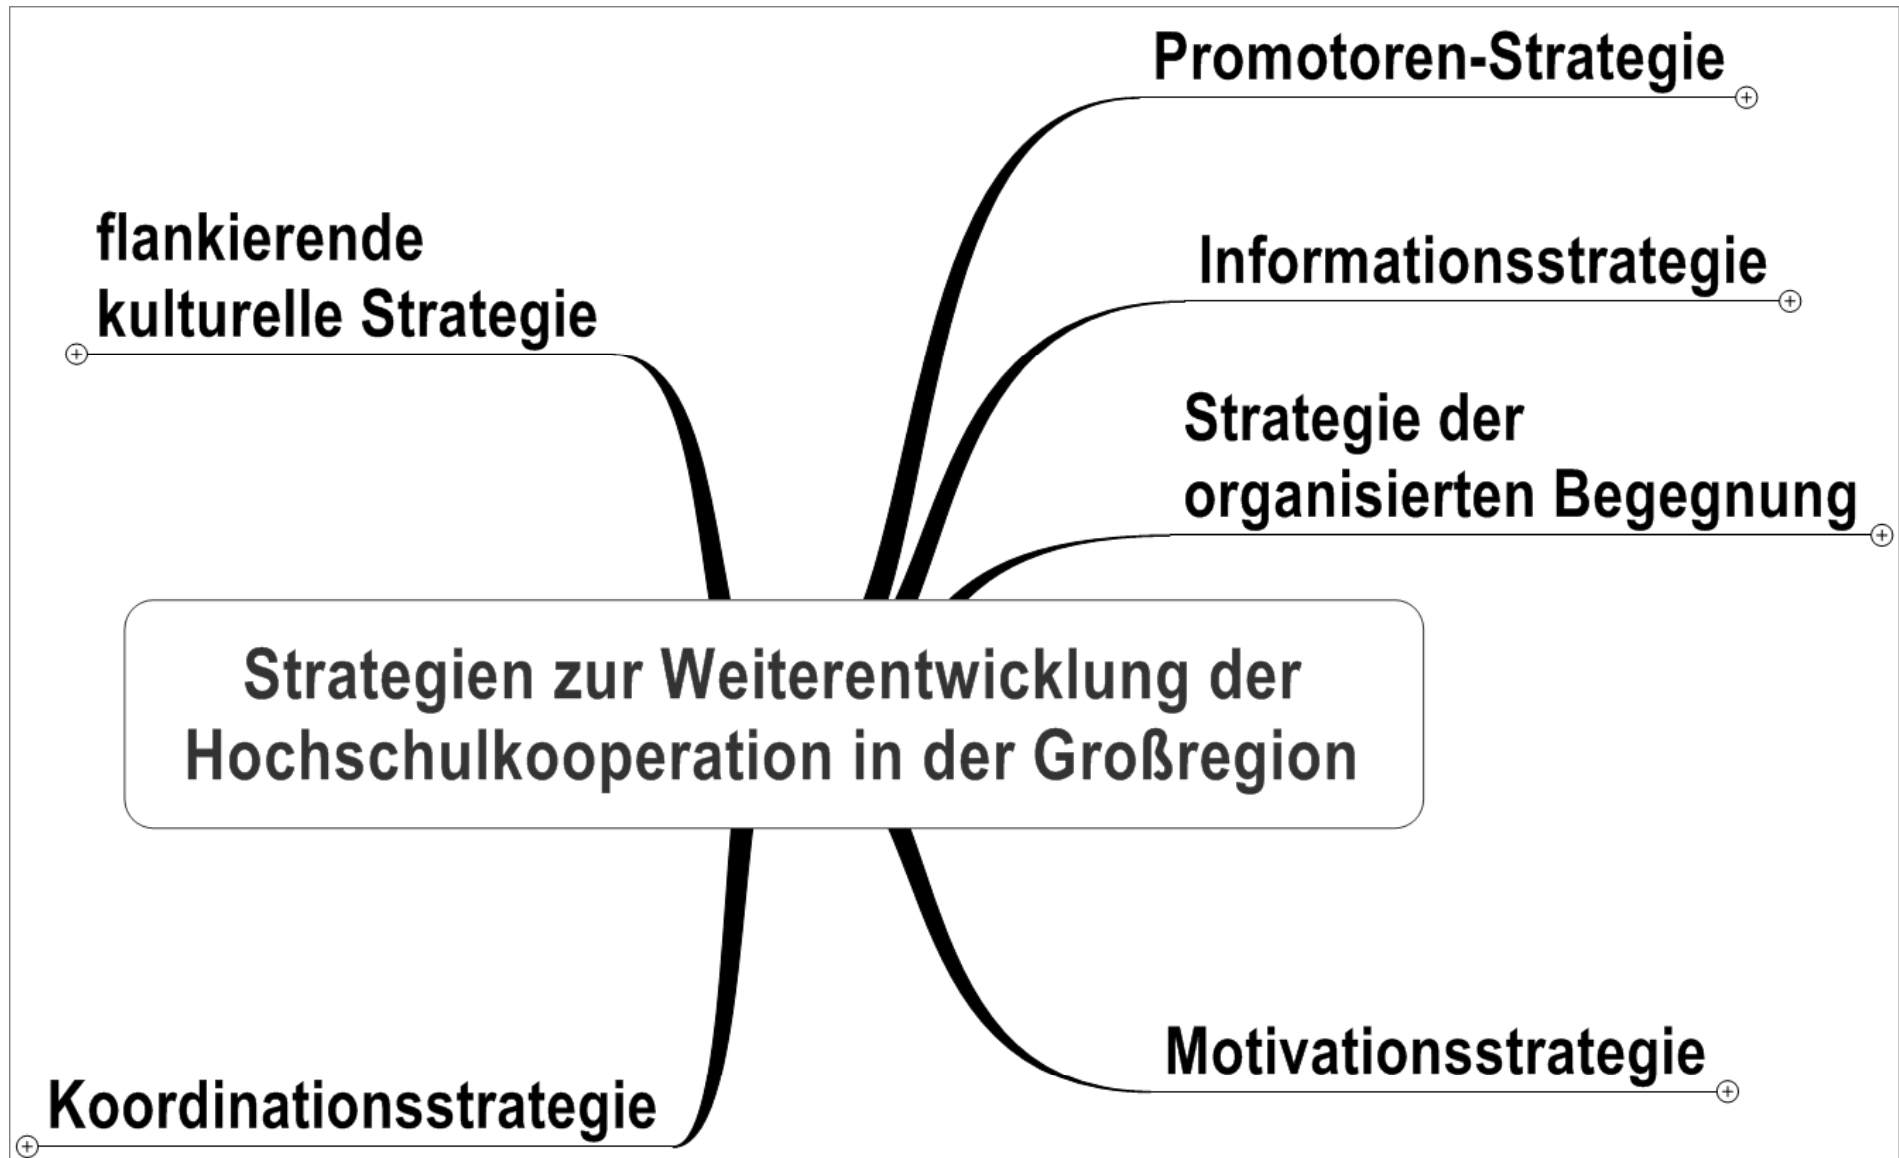 Promotoren-Strategie
Informationsstrategie
Strategie der
organisierten Begegnung
flankierende
kulturelle Strategie
Strategien zur Weiterentwicklung der
Hochschulkooperation in der Großregion
Motivationsstrategie
Koordinationsstrategie